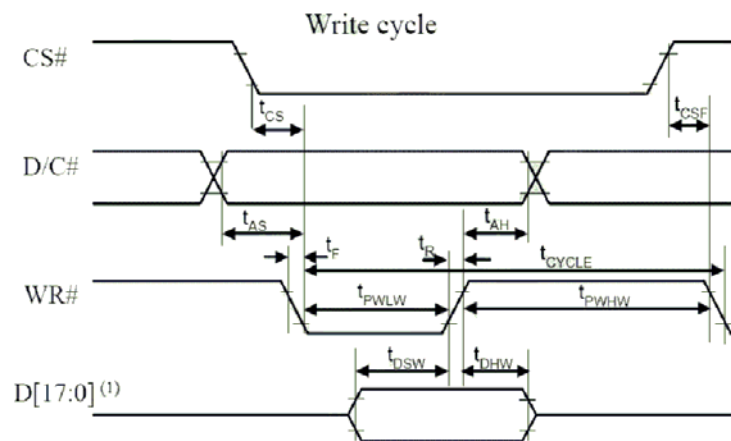 Write cycle
CS#
tCS
tCSF
D/C#
tAS
tAH
tF
tR
tCYCLE
WR#
tPWLW
tPWHW
tDSW
tDHW
D[17:0] (1)